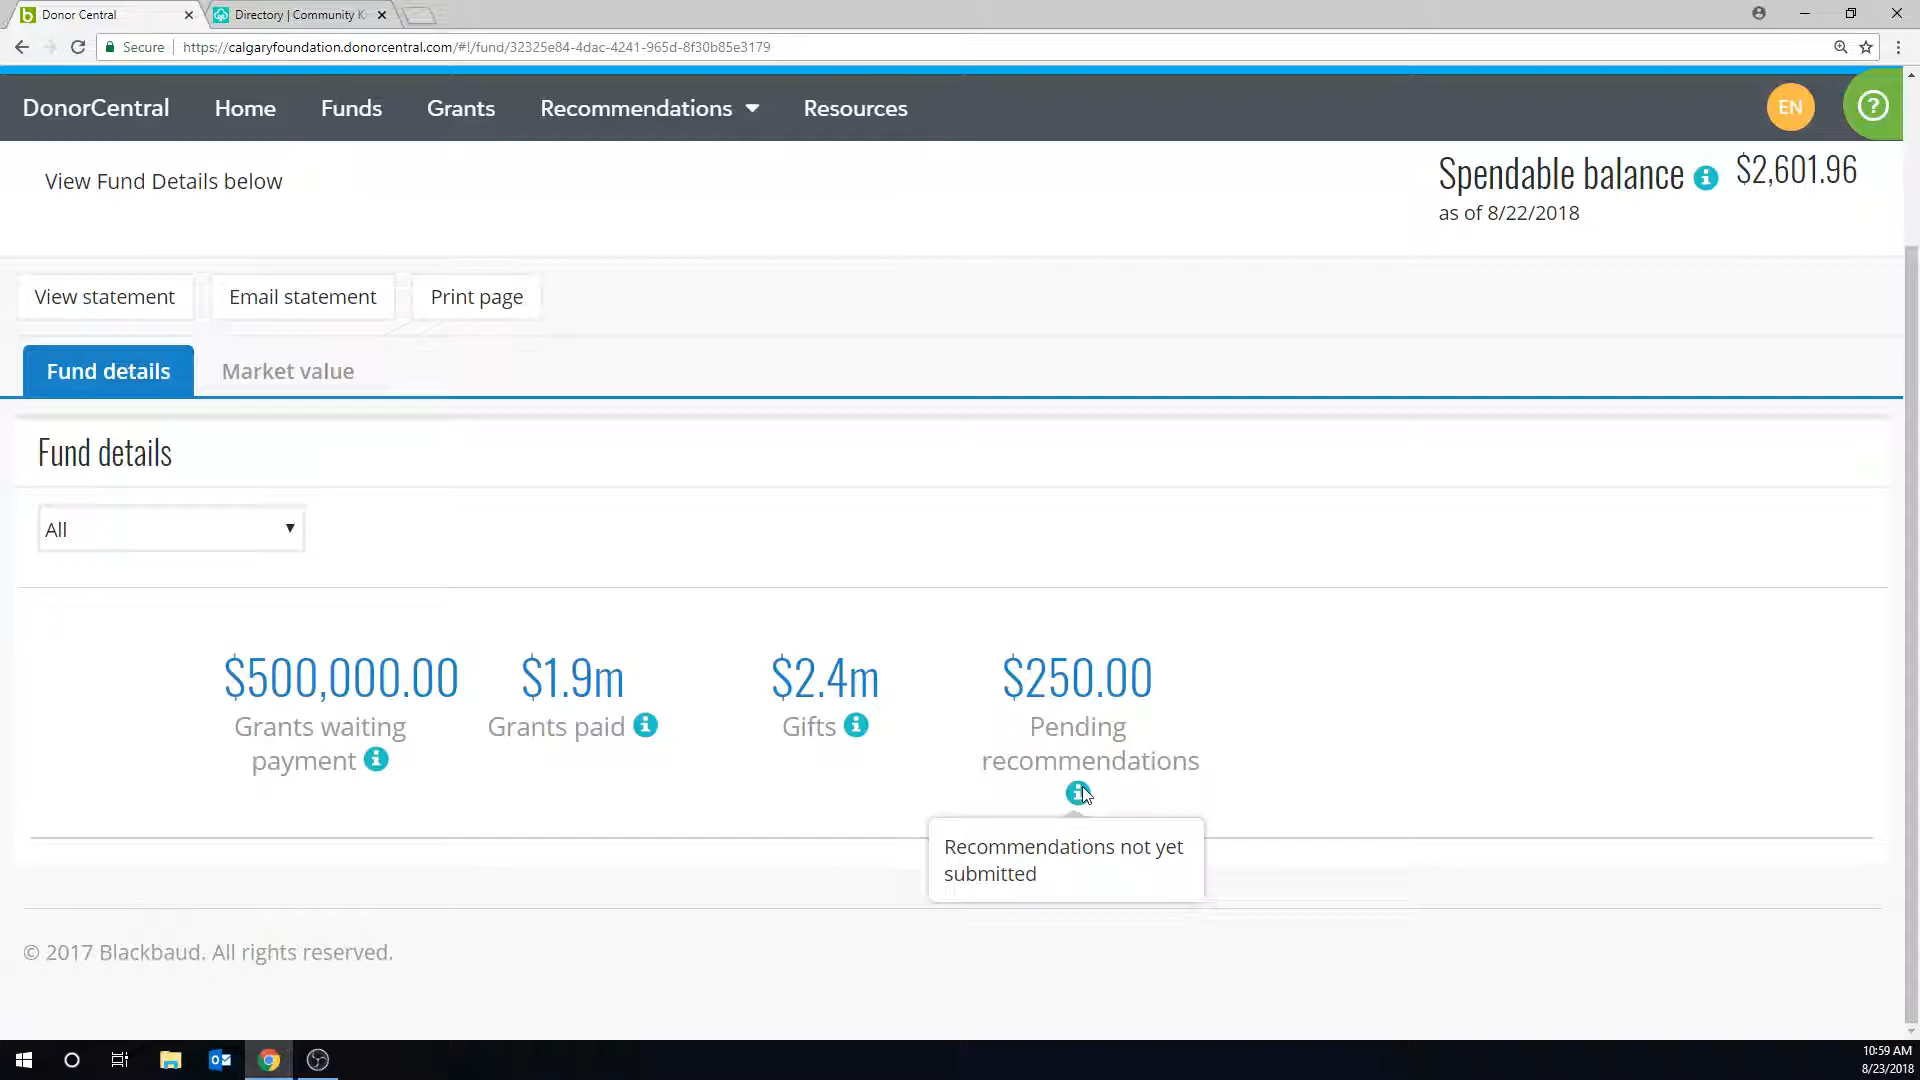 Donor Central
Directory | Community K
Secure
https://calgaryfoundation.donorcentral.com/#!/fund/32325e84-4dac-4241-965d-8f30b85e3179
DonorCentral
Home
Funds
Grants
Recommendations
Resources
EN
View Fund Details below
Spendable balance $2,601.96
as of 8/22/2018
View statement
Email statement
Print page
Fund details
Market value
Fund details
All
$500,000.00
Grants waiting
payment
$1.9m
Grants paid
$2.4m
Gifts
$250.00
Pending
recommendations
Recommendations not yet
submitted
© 2017 Blackbaud. All rights reserved.
10:59 AM
8/23/2018